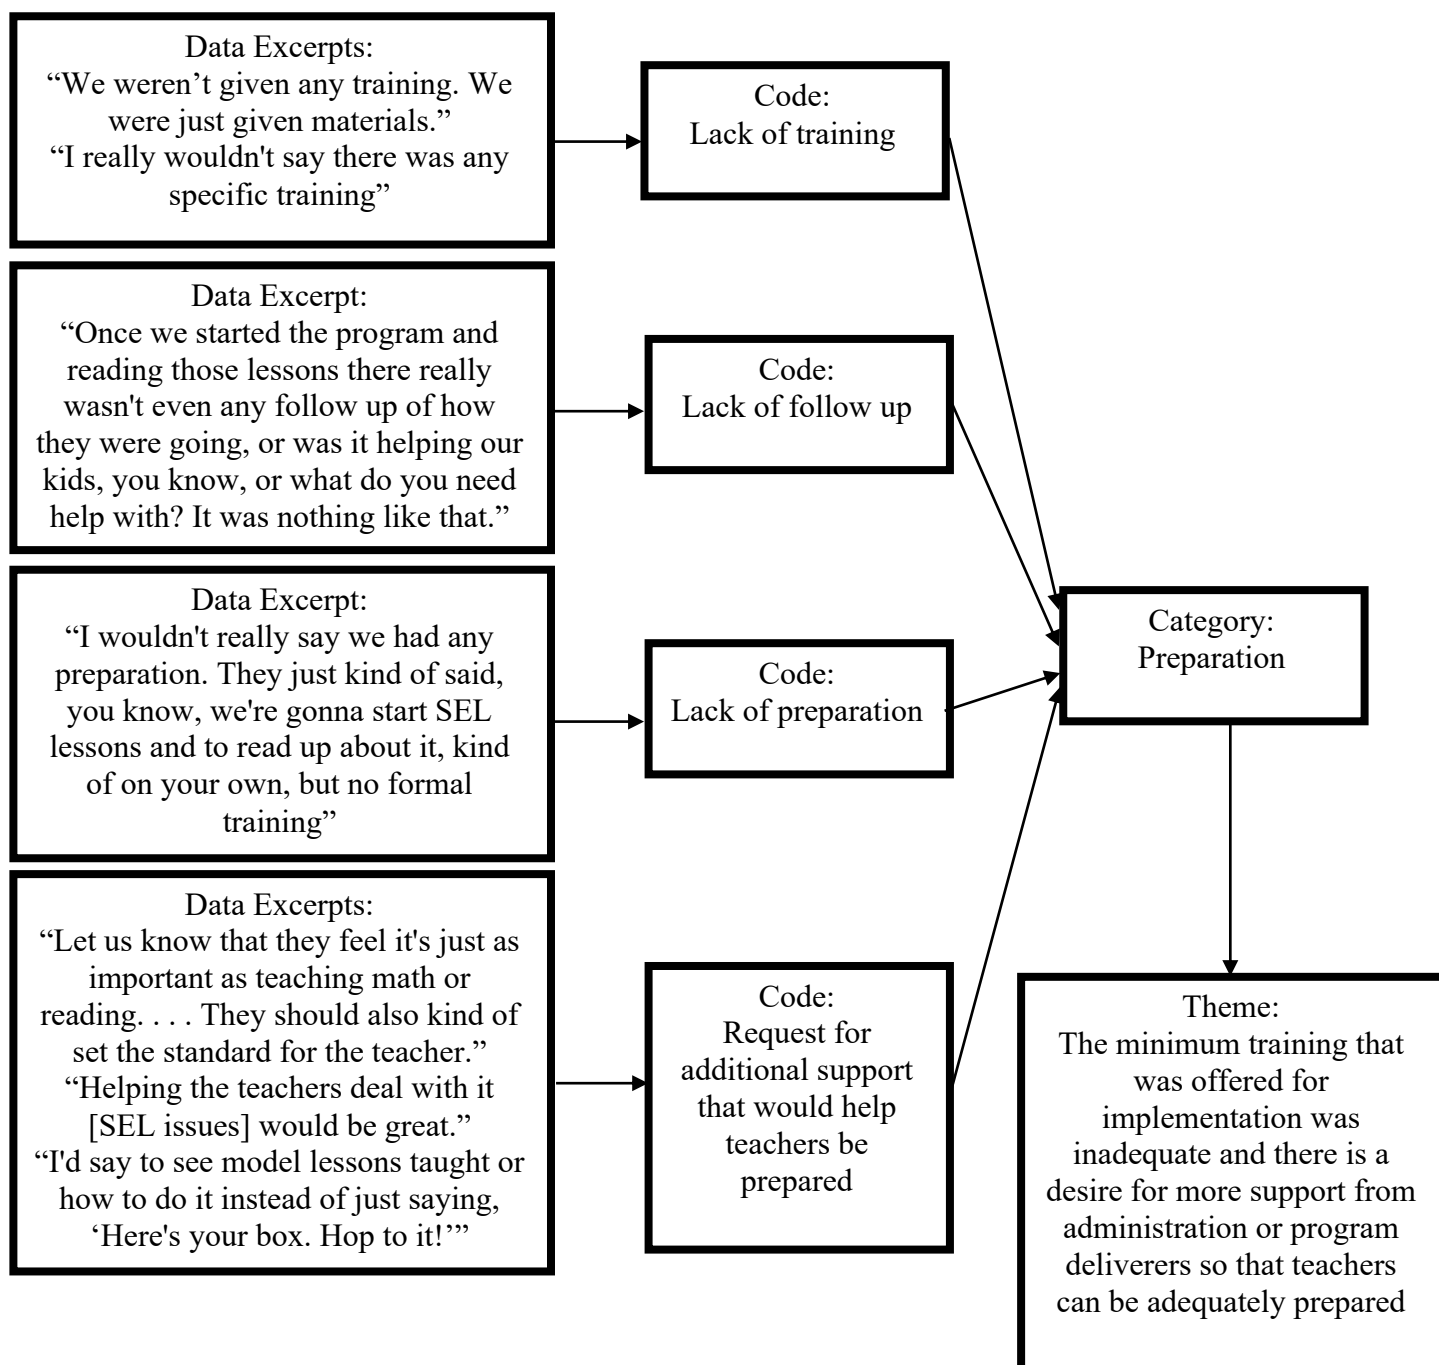 Data Excerpts:
“We weren’t given any training. We
were just given materials.”
“I really wouldn't say there was any
specific training”
Code:
Lack of training
Data Excerpt:
“Once we started the program and
reading those lessons there really
wasn't even any follow up of how
they were going, or was it helping our
kids, you know, or what do you need
help with? It was nothing like that.”
Code:
Lack of follow up
Data Excerpt:
“I wouldn't really say we had any
preparation. They just kind of said,
you know, we're gonna start SEL
lessons and to read up about it, kind
of on your own, but no formal
training”
Code:
Lack of preparation
Category:
Preparation
Data Excerpts:
“Let us know that they feel it's just as
important as teaching math or
reading. . . . They should also kind of
set the standard for the teacher.”
“Helping the teachers deal with it
[SEL issues] would be great.”
“I'd say to see model lessons taught or
how to do it instead of just saying,
‘Here's your box. Hop to it!’”
Code:
Request for
additional support
that would help
teachers be
prepared
Theme:
The minimum training that
was offered for
implementation was
inadequate and there is a
desire for more support from
administration or program
deliverers so that teachers
can be adequately prepared